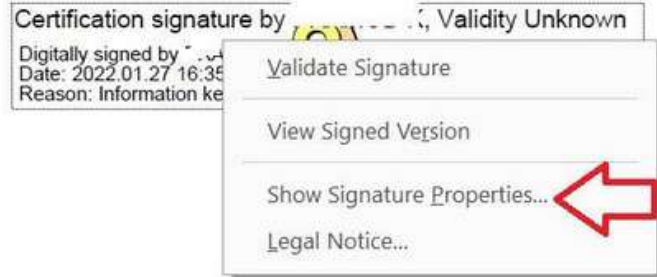 Certification signature by , Validity Unknown
Digitally signed by
Date: 2022.01.27 16:35
Reason: Information ke
Validate Signature
View Signed Version
Show Signature Properties...
Legal Notice...